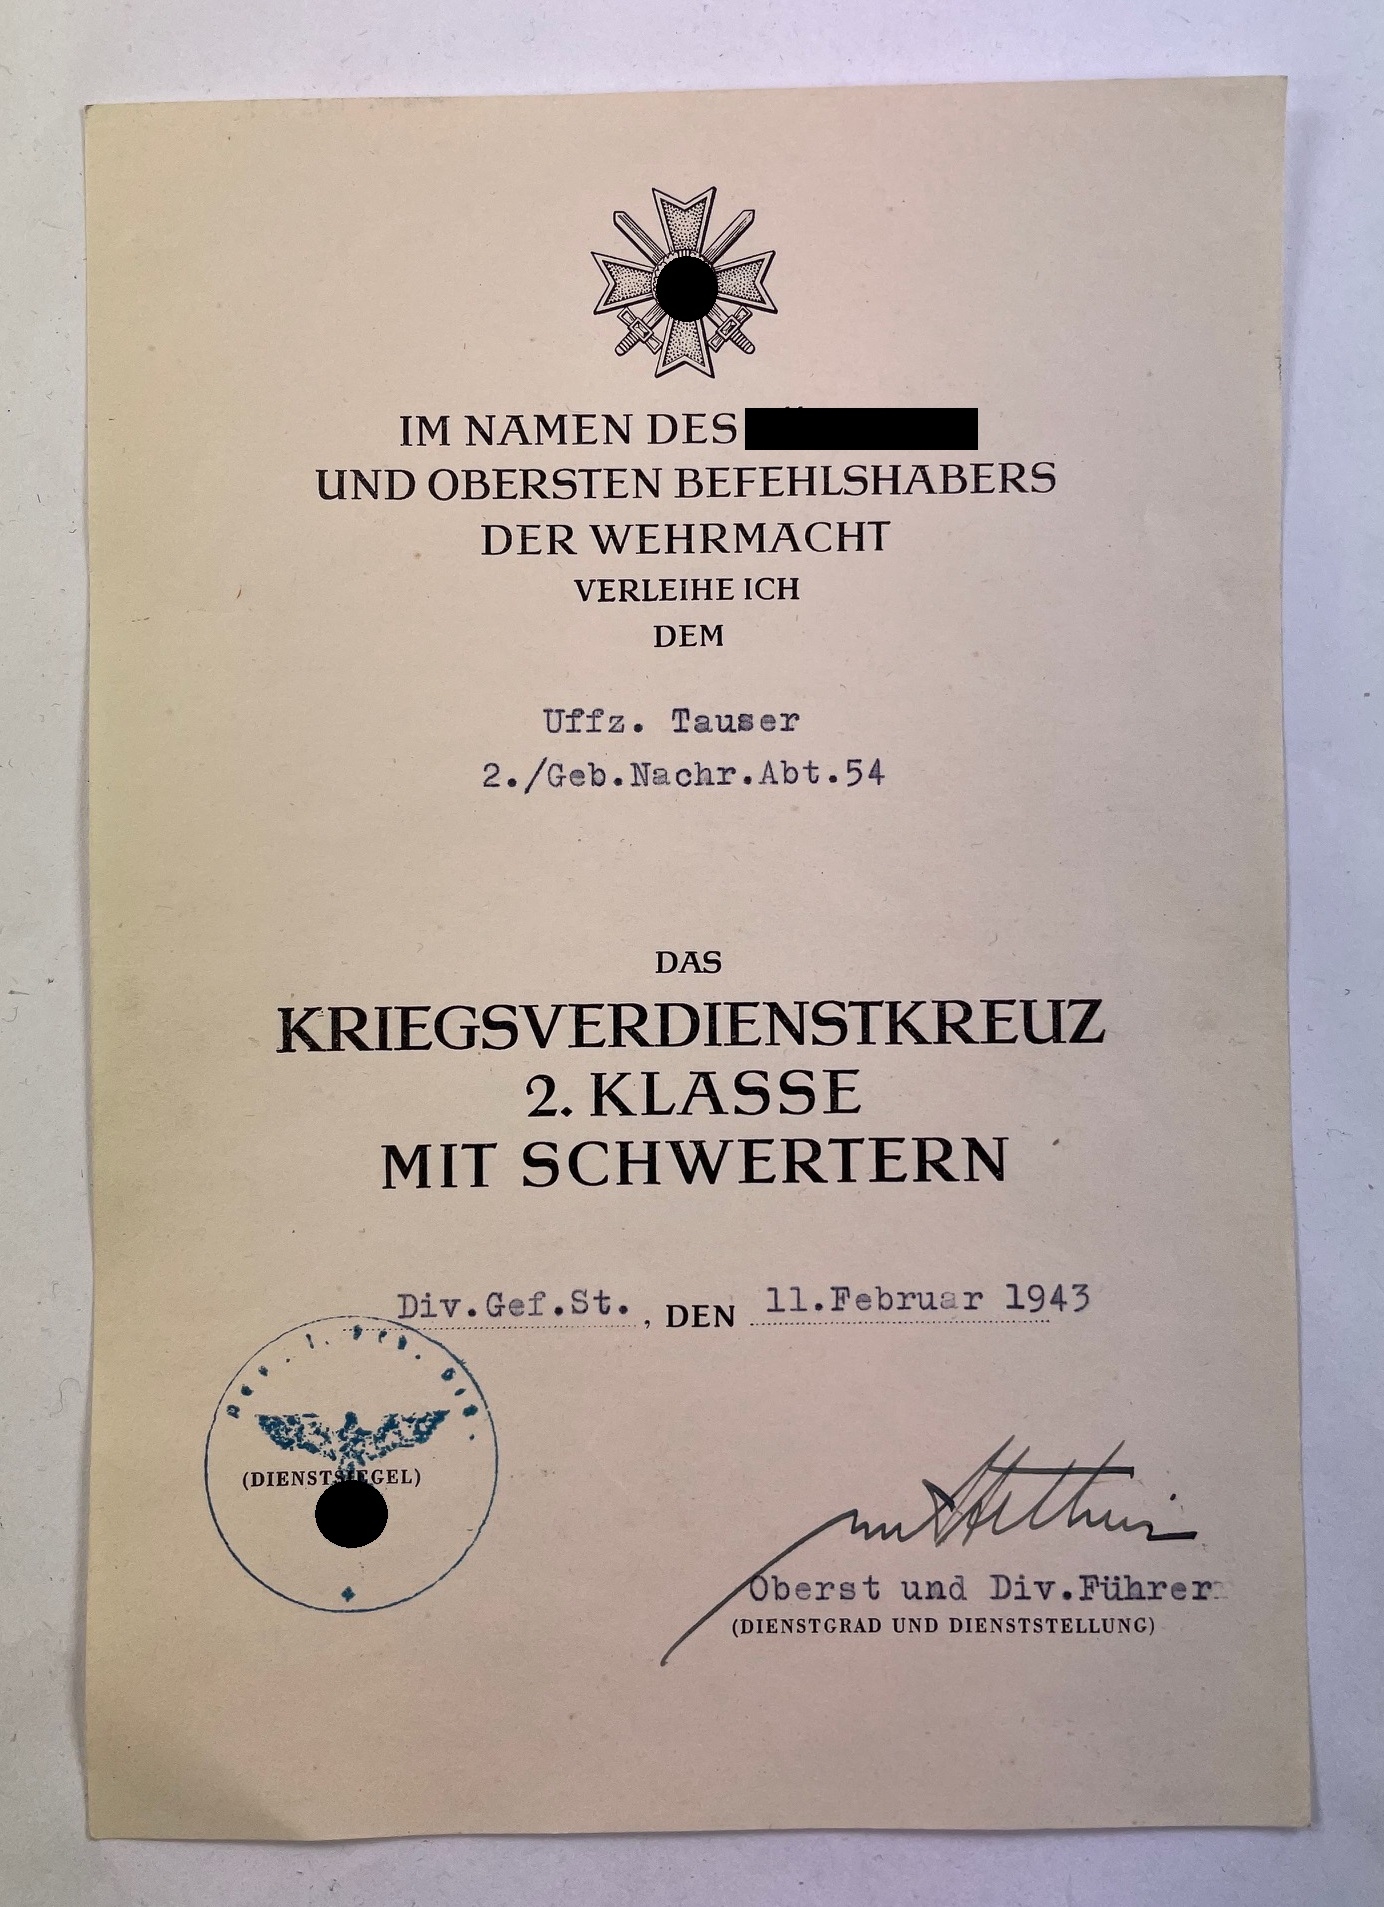 IM NAMEN DES
UND OBERSTEN BEFEHLSHABERS
DER WEHRMACHT
VERLEIHE ICH
DEM
Uffz. Tauser
2./Geb.Nachr.Abt.54
DAS
KRIEGSVERDIENSTKREUZ
2. KLASSE
MIT SCHWERTERN
Div.Gef.St. , DEN 11.Februar 1943
(DIENSTSIEGEL)
Oberst und Div.Führer
(DIENSTGRAD UND DIENSTSTELLUNG)